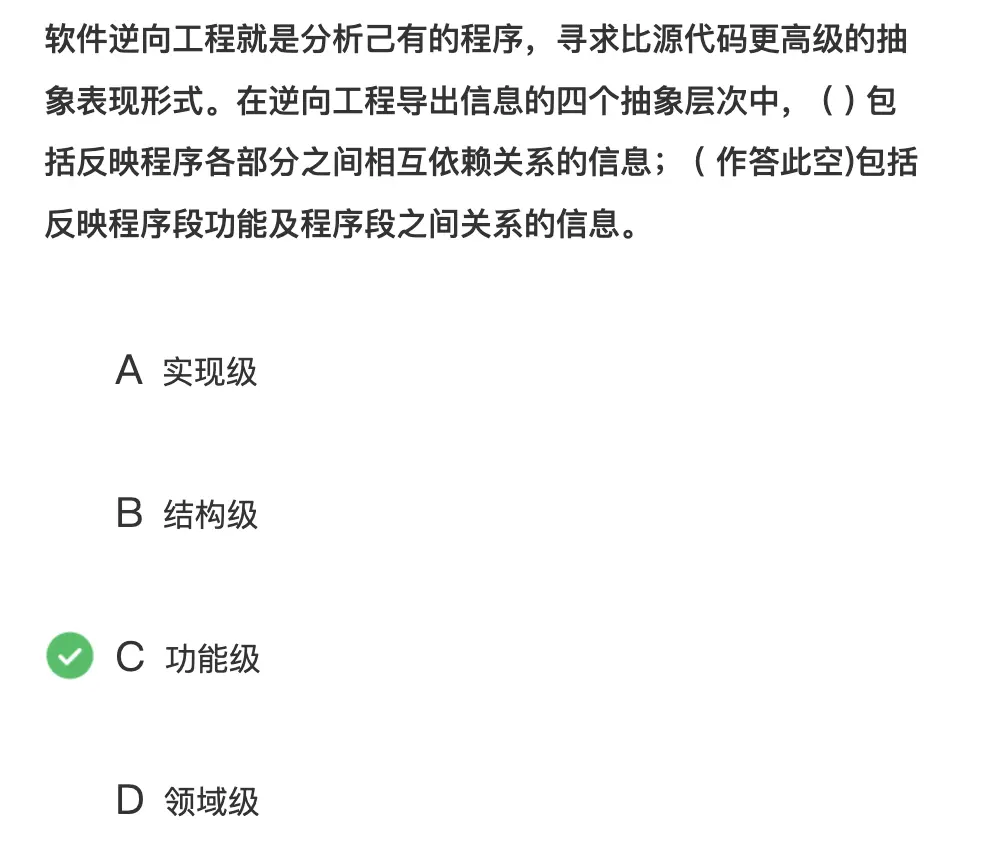 软件逆向工程就是分析己有的程序，寻求比源代码更高级的抽
象表现形式。在逆向工程导出信息的四个抽象层次中，（ ）包
括反映程序各部分之间相互依赖关系的信息；（ 作答此空)包括
反映程序段功能及程序段之间关系的信息。
A 实现级
B 结构级
C 功能级
D 领域级